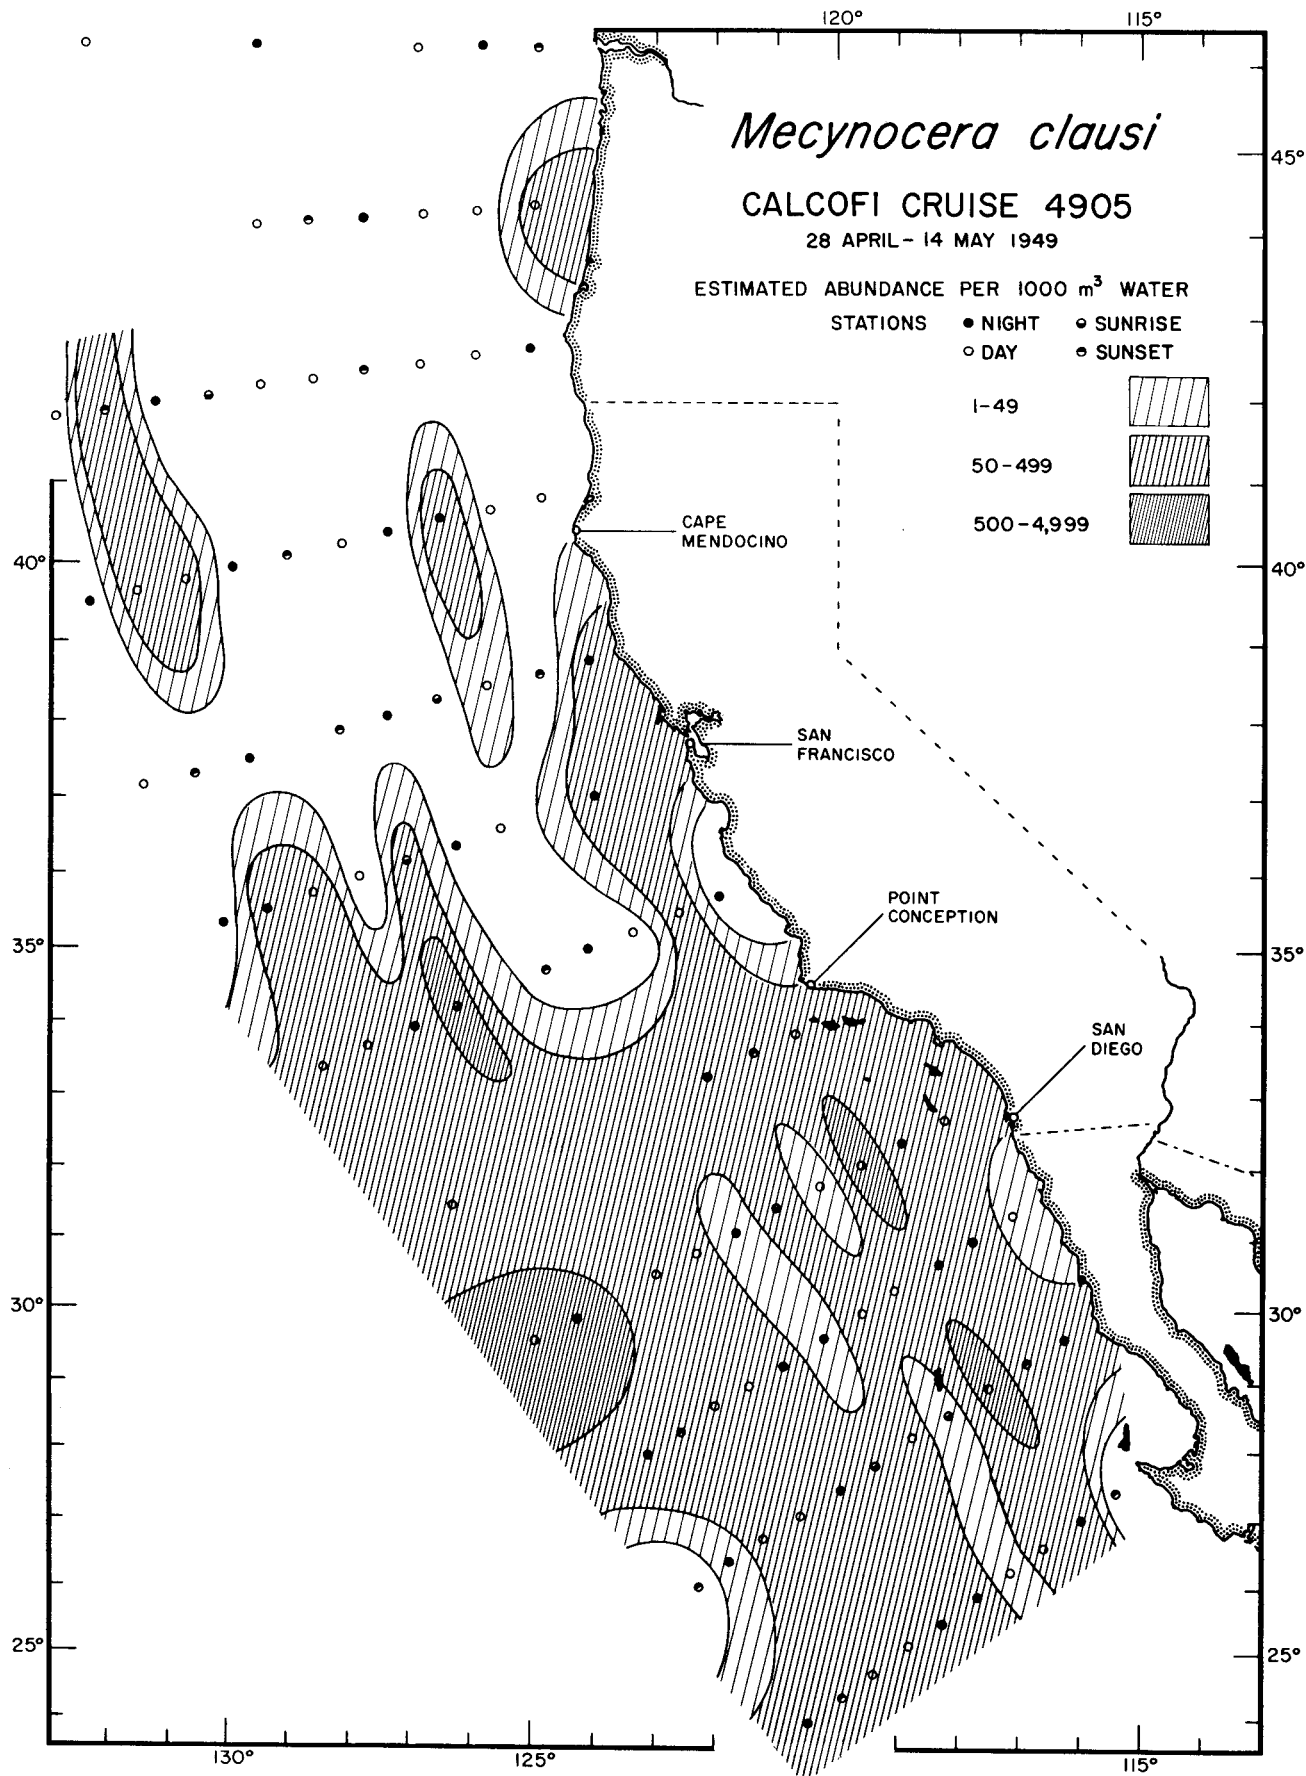 120° 115°
Mecynocera clausi
45°
CALCOFI CRUISE 4905
28 APRIL – 14 MAY 1949
ESTIMATED ABUNDANCE PER 1000 m³ WATER
STATIONS ● NIGHT ◒ SUNRISE
○ DAY ◓ SUNSET
1–49
50–499
500–4,999
CAPE
MENDOCINO
40° 40°
SAN
FRANCISCO
POINT
CONCEPTION
35° 35°
SAN
DIEGO
30° 30°
25° 25°
130° 125° 115°